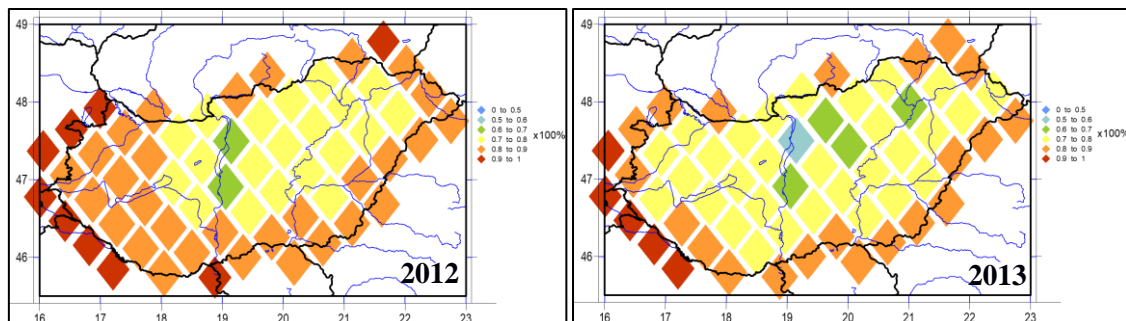 49
48
47
46
16 17 18 19 20 21 22 23
0 to 0.5
0.5 to 0.6
0.6 to 0.7
0.7 to 0.8
0.8 to 0.9
0.9 to 1
x100%
2012
49
48
47
46
16 17 18 19 20 21 22 23
0 to 0.5
0.5 to 0.6
0.6 to 0.7
0.7 to 0.8
0.8 to 0.9
0.9 to 1
x100%
2013